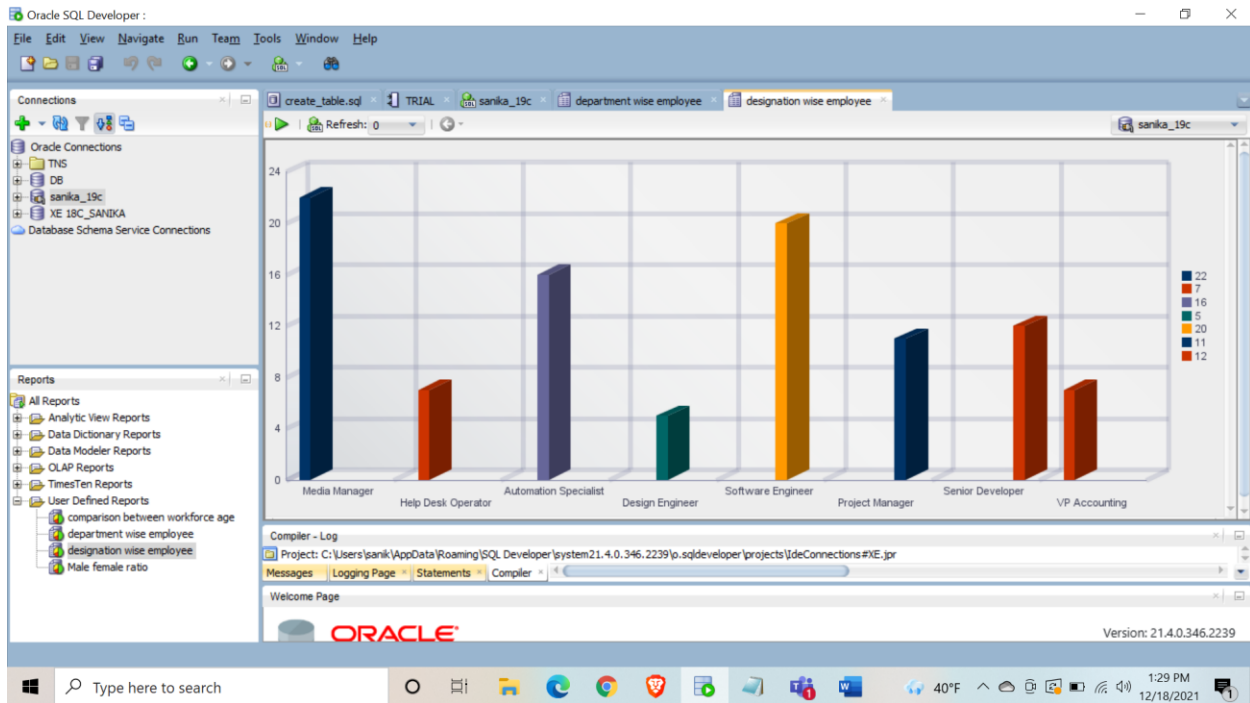 Oracle SQL Developer :
File Edit View Navigate Run Team Tools Window Help
Connections
Oracle Connections
TNS
DB
sanika_19c
XE 18C_SANIKA
Database Schema Service Connections
Reports
All Reports
Analytic View Reports
Data Dictionary Reports
Data Modeler Reports
OLAP Reports
TimesTen Reports
User Defined Reports
comparison between workforce age
department wise employee
designation wise employee
Male female ratio
create_table.sql TRIAL sanika_19c department wise employee designation wise employee
Refresh: 0 sanika_19c
24
20
16
12
8
4
0
Media Manager
Help Desk Operator
Automation Specialist
Design Engineer
Software Engineer
Project Manager
Senior Developer
VP Accounting
22
7
16
5
20
11
12
Compiler - Log
Project: C:\Users\sanik\AppData\Roaming\SQL Developer\system21.4.0.346.2239\o.sqldeveloper\projects\IdeConnections#XE.jpr
Messages Logging Page Statements Compiler
Welcome Page
ORACLE
Version: 21.4.0.346.2239
Type here to search
40°F
1:29 PM
12/18/2021
1